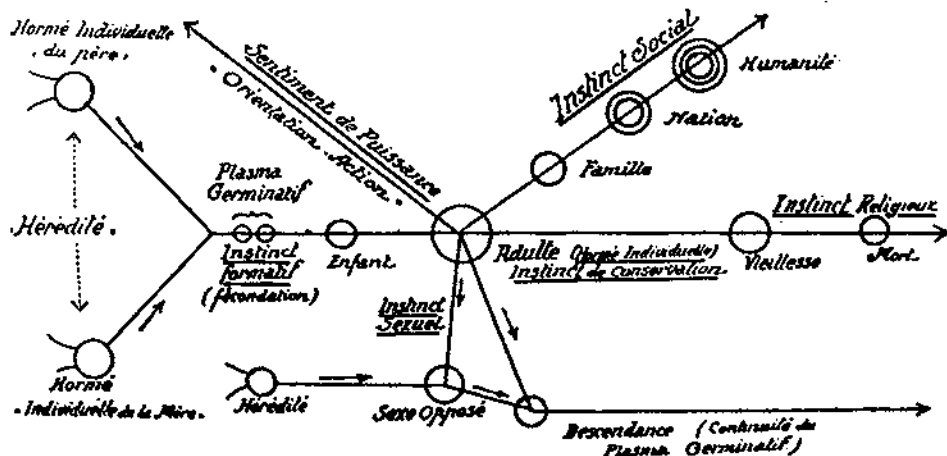 Hormé Individuelle
du père.
Sentiment de Puissance
. Orientation. Action.
Instinct Social
Humanité
Nation
Famille
Plasma
Germinatif
Hérédité.
Instinct
formatif
(fécondation)
Enfant
Adulte (Hormé Individuelle)
Instinct de Conservation
Instinct Religieux
Vieillesse
Mort
Instinct
Sexuel
Hormé
. Individuelle de la Mère.
Hérédité
Sexe Opposé
Descendance (Continuité du
Plasma Germinatif)